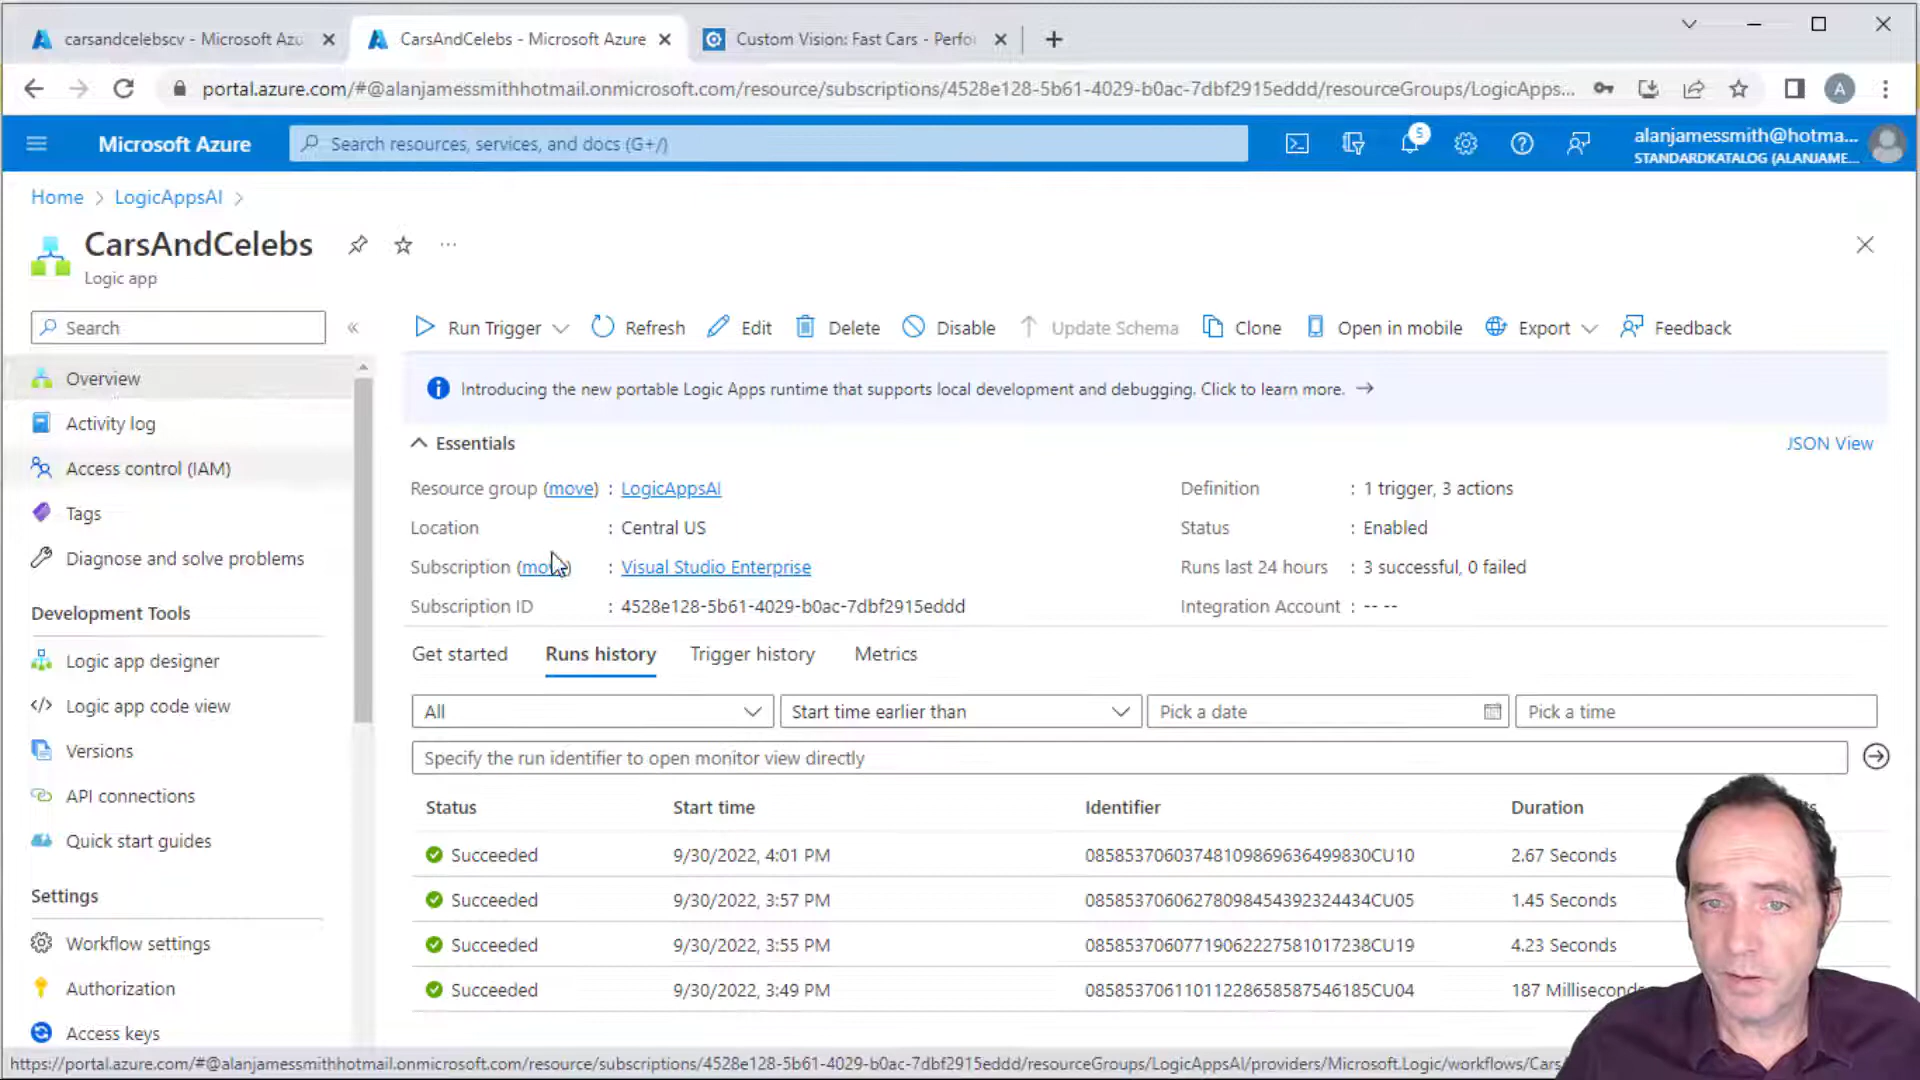 carsandcelebscv - Microsoft Azu
CarsAndCelebs - Microsoft Azure
Custom Vision: Fast Cars - Perfo
portal.azure.com/#@alanjamessmithhotmail.onmicrosoft.com/resource/subscriptions/4528e128-5b61-4029-b0ac-7dbf2915eddd/resourceGroups/LogicApps...
A
Microsoft Azure
Search resources, services, and docs (G+/)
5
alanjamessmith@hotma...
STANDARDKATALOG (ALANJAME...
Home > LogicAppsAI >
CarsAndCelebs
...
Logic app
Search
«
Run Trigger
Refresh
Edit
Delete
Disable
Update Schema
Clone
Open in mobile
Export
Feedback
Overview
Activity log
Access control (IAM)
Tags
Diagnose and solve problems
Development Tools
Logic app designer
Logic app code view
Versions
API connections
Quick start guides
Settings
Workflow settings
Authorization
Access keys
Introducing the new portable Logic Apps runtime that supports local development and debugging. Click to learn more. →
Essentials
JSON View
Resource group (move) : LogicAppsAI
Location : Central US
Subscription (move) : Visual Studio Enterprise
Subscription ID : 4528e128-5b61-4029-b0ac-7dbf2915eddd
Definition : 1 trigger, 3 actions
Status : Enabled
Runs last 24 hours : 3 successful, 0 failed
Integration Account : -- --
Get started
Runs history
Trigger history
Metrics
All
Start time earlier than
Pick a date
Pick a time
Specify the run identifier to open monitor view directly
Status Start time Identifier Duration
Succeeded 9/30/2022, 4:01 PM 08585370603748109869636499830CU10 2.67 Seconds
Succeeded 9/30/2022, 3:57 PM 08585370606278098454392324434CU05 1.45 Seconds
Succeeded 9/30/2022, 3:55 PM 08585370607719062227581017238CU19 4.23 Seconds
Succeeded 9/30/2022, 3:49 PM 08585370611011228658587546185CU04 187 Milliseconds
https://portal.azure.com/#@alanjamessmithhotmail.onmicrosoft.com/resource/subscriptions/4528e128-5b61-4029-b0ac-7dbf2915eddd/resourceGroups/LogicAppsAI/providers/Microsoft.Logic/workflows/Cars